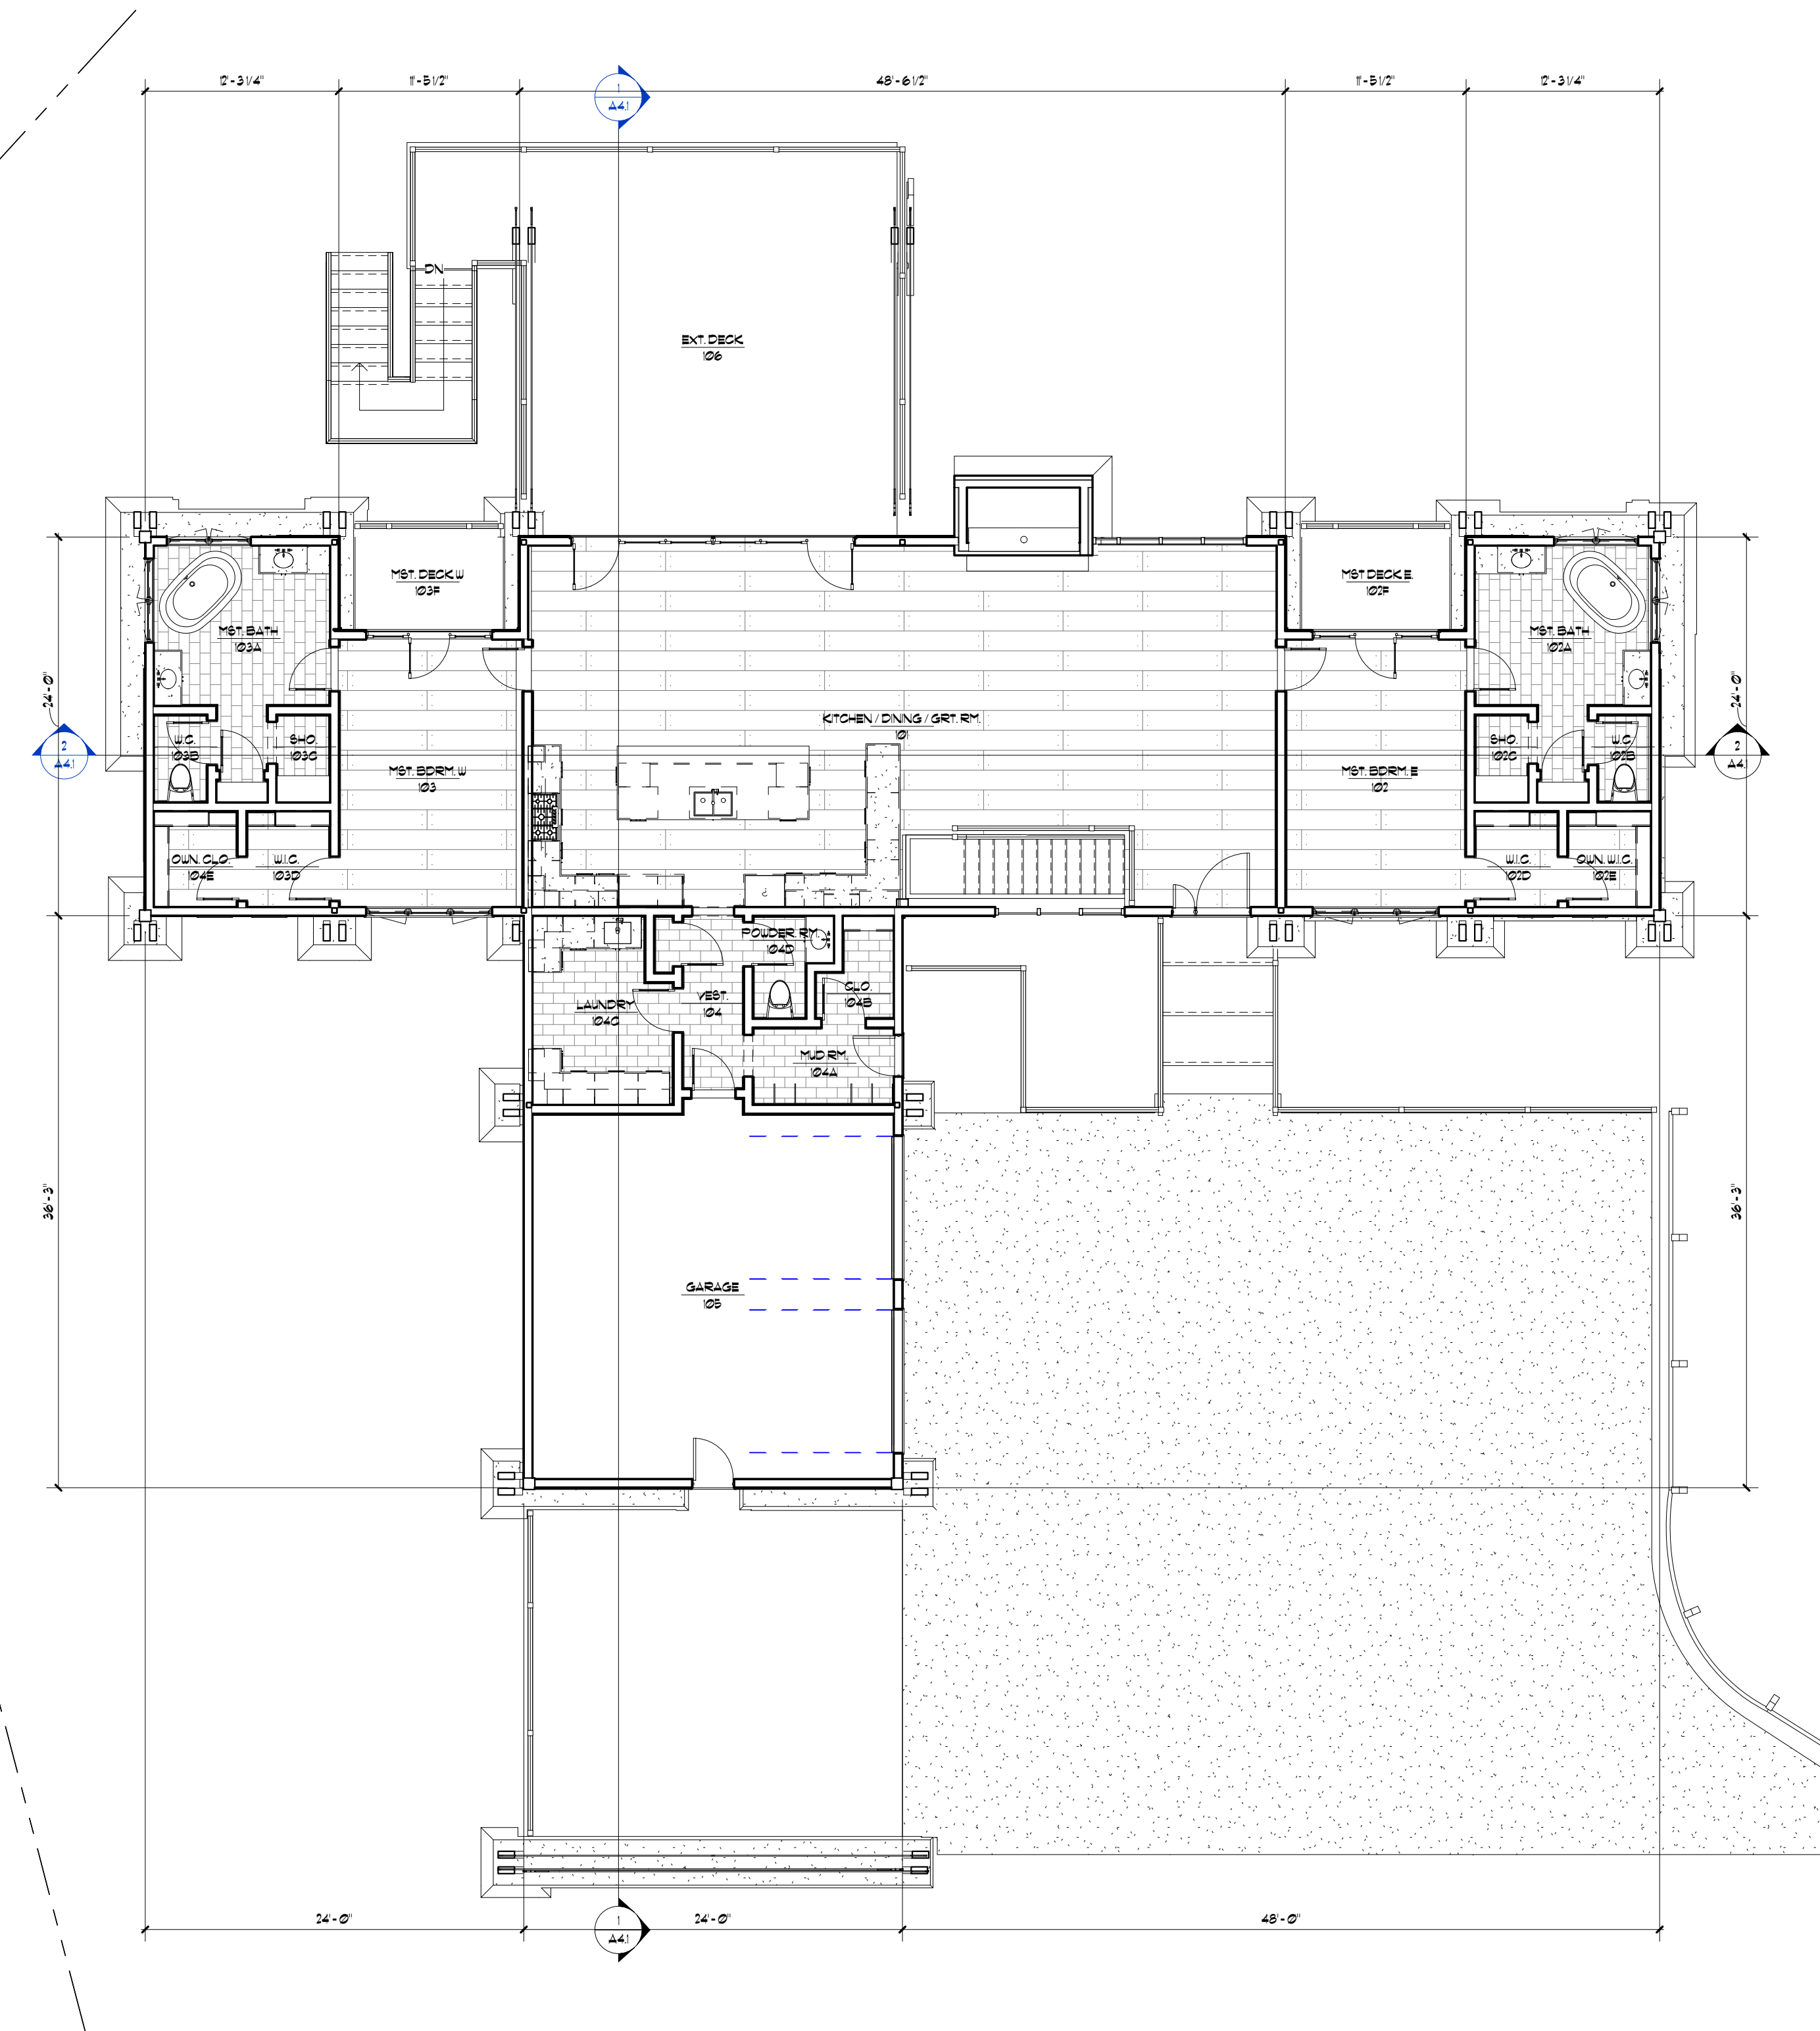 12'-3 1/4"
11'-5 1/2"
48'-6 1/2"
11'-5 1/2"
12'-3 1/4"
1
A4.1
DN
EXT. DECK
106
MST. DECK W
103F
MST DECK E.
102F
MST. BATH
103A
MST. BATH
102A
24'-0"
24'-0"
KITCHEN / DINING / GRT. RM.
101
W.C.
103B
SHO.
103C
SHO.
102C
W.C.
102B
2
A4.1
2
A4.1
MST. BDRM. W
103
MST. BDRM. E
102
OWN. CLO.
104E
W.I.C.
103D
W.I.C.
102D
OWN. W.I.C.
102E
?
POWDER RM.
104D
LAUNDRY
104C
VEST.
104
CLO.
104B
MUD RM.
104A
36'-3"
36'-3"
GARAGE
105
24'-0"
24'-0"
48'-0"
1
A4.1